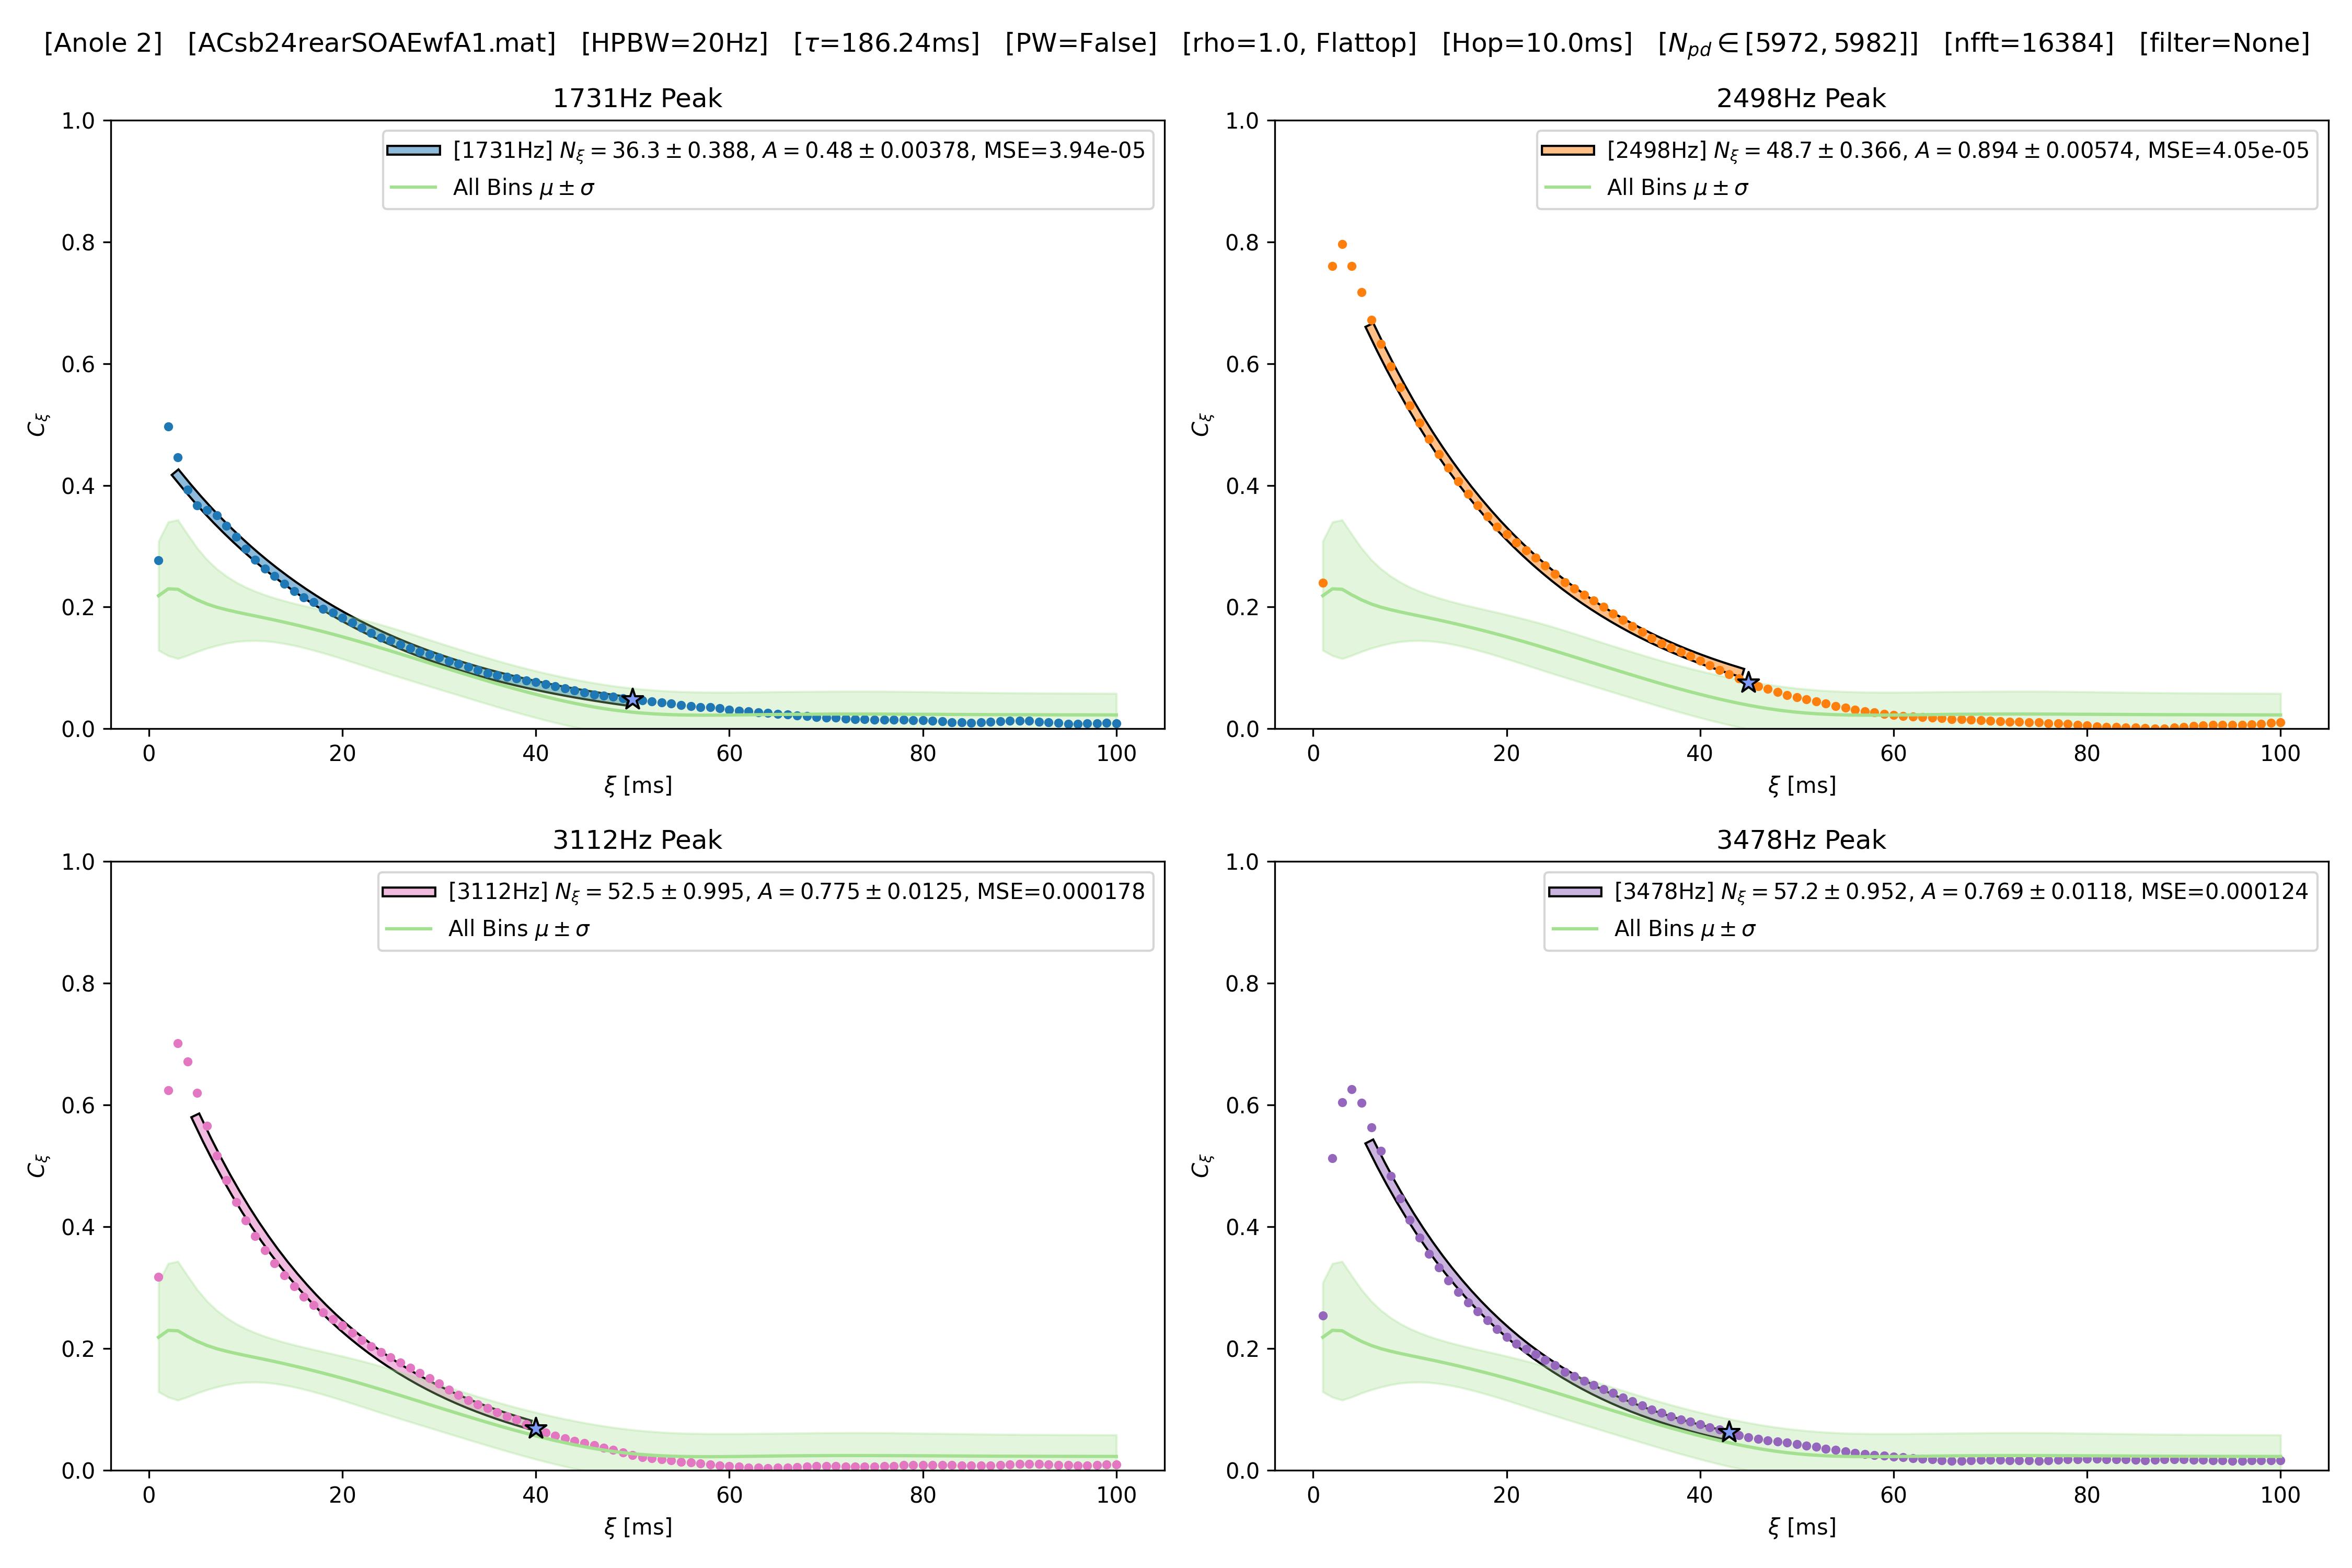 [Anole 2]   [ACsb24rearSOAEwfA1.mat]   [HPBW=20Hz]   [τ=186.24ms]   [PW=False]   [rho=1.0, Flattop]   [Hop=10.0ms]   [N_pd ∈ [5972, 5982]]   [nfft=16384]   [filter=None]
1731Hz Peak
[1731Hz] N_ξ = 36.3 ± 0.388, A = 0.48 ± 0.00378, MSE=3.94e-05
All Bins μ ± σ
1.0
0.8
0.6
0.4
0.2
0.0
C_ξ
0 20 40 60 80 100
ξ [ms]
2498Hz Peak
[2498Hz] N_ξ = 48.7 ± 0.366, A = 0.894 ± 0.00574, MSE=4.05e-05
All Bins μ ± σ
1.0
0.8
0.6
0.4
0.2
0.0
C_ξ
0 20 40 60 80 100
ξ [ms]
3112Hz Peak
[3112Hz] N_ξ = 52.5 ± 0.995, A = 0.775 ± 0.0125, MSE=0.000178
All Bins μ ± σ
1.0
0.8
0.6
0.4
0.2
0.0
C_ξ
0 20 40 60 80 100
ξ [ms]
3478Hz Peak
[3478Hz] N_ξ = 57.2 ± 0.952, A = 0.769 ± 0.0118, MSE=0.000124
All Bins μ ± σ
1.0
0.8
0.6
0.4
0.2
0.0
C_ξ
0 20 40 60 80 100
ξ [ms]